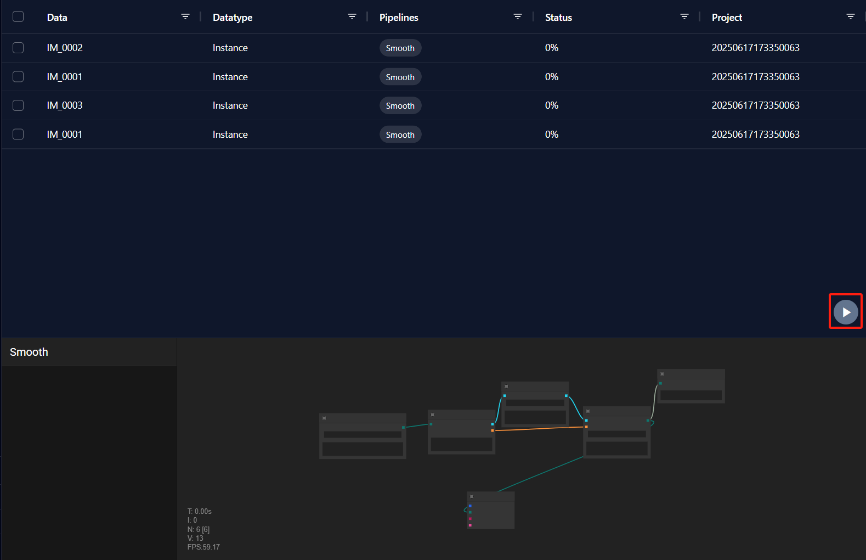 Data Datatype Pipelines Status Project
IM_0002 Instance Smooth 0% 20250617173350063
IM_0001 Instance Smooth 0% 20250617173350063
IM_0003 Instance Smooth 0% 20250617173350063
IM_0001 Instance Smooth 0% 20250617173350063
Smooth
T: 0.00s
I: 0
N: 6 [6]
V: 13
FPS:59.17